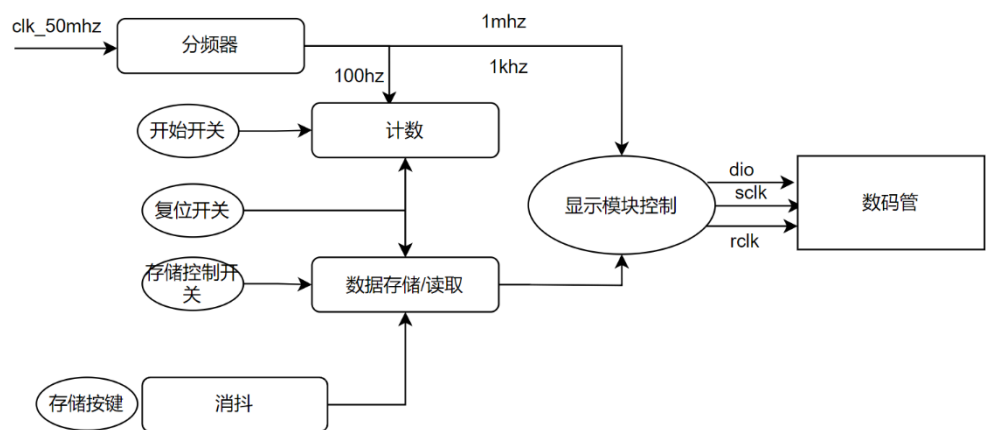 clk_50mhz
分频器
1mhz
1khz
100hz
开始开关
计数
复位开关
显示模块控制
dio
sclk
rclk
数码管
存储控制开
关
数据存储/读取
存储按键
消抖